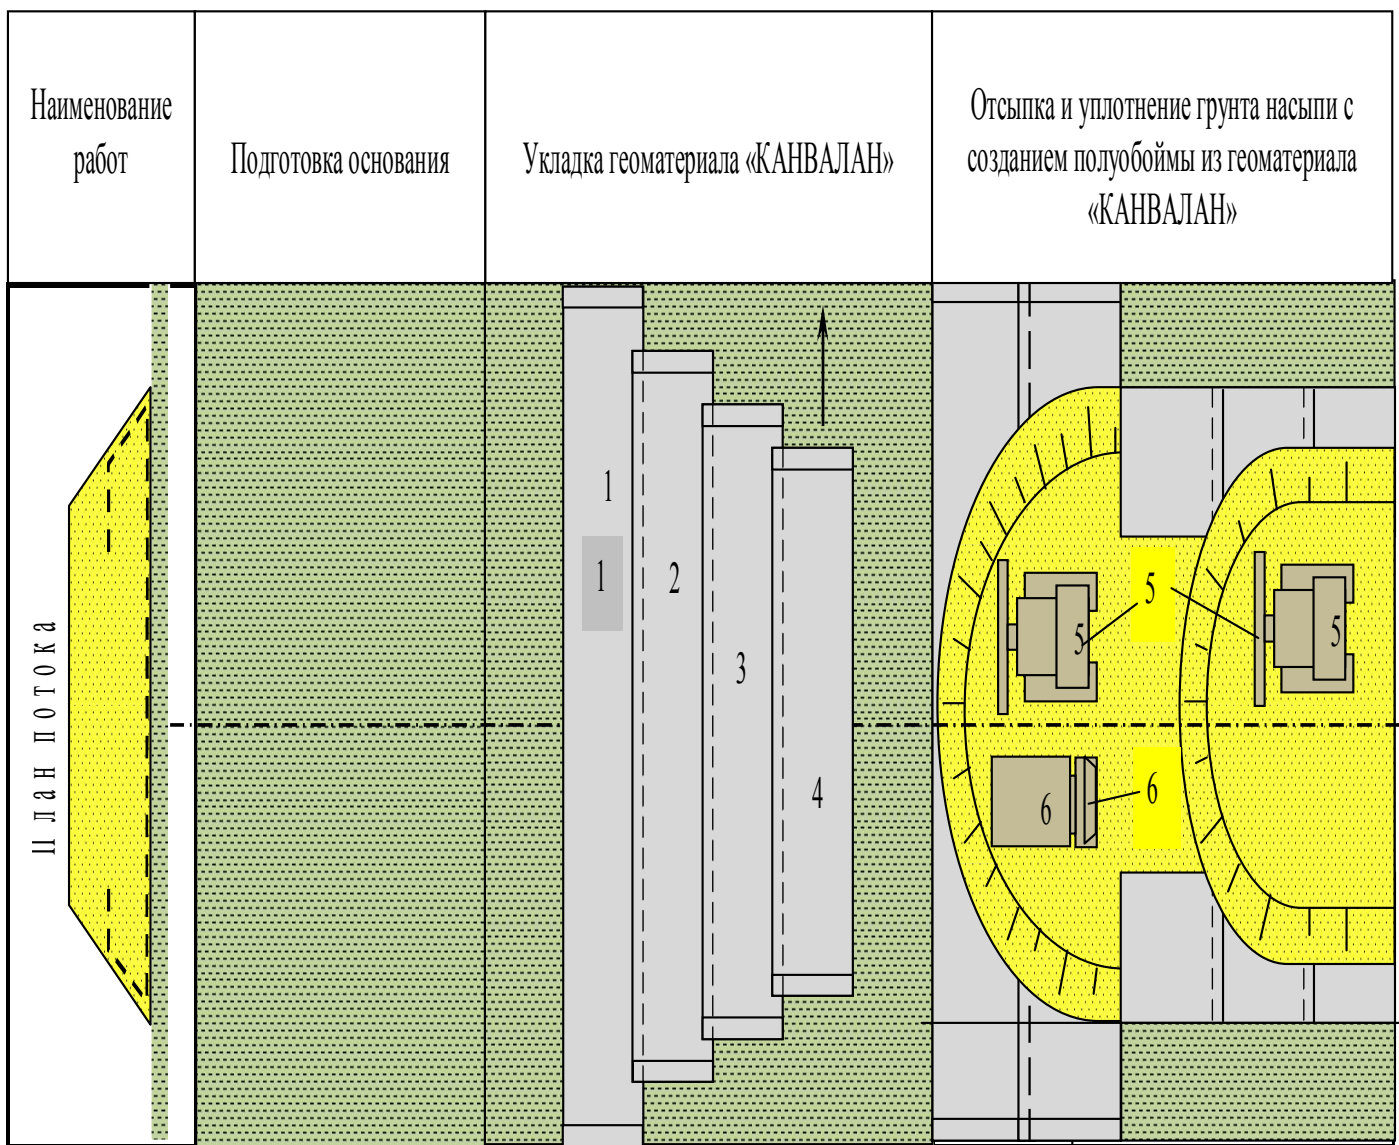 Наименование
работ
Подготовка основания
Укладка геоматериала «КАНВАЛАН»
Отсыпка и уплотнение грунта насыпи с
созданием полуобоймы из геоматериала
«КАНВАЛАН»
План потока
1
1
2
3
4
5
5
5
6
6